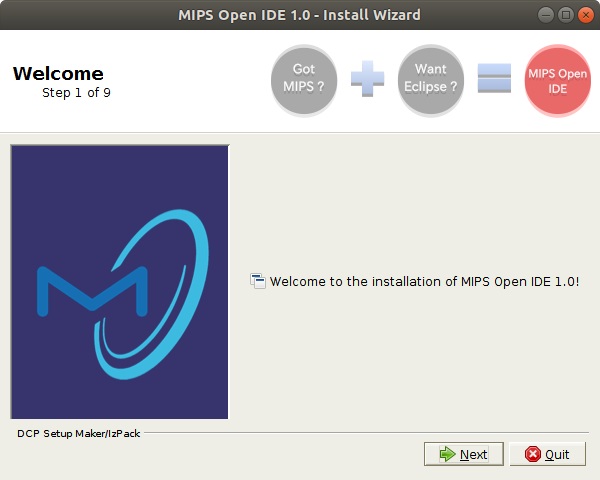 MIPS Open IDE 1.0 - Install Wizard
Welcome
Step 1 of 9
Got
MIPS ?
Want
Eclipse ?
MIPS Open
IDE
Welcome to the installation of MIPS Open IDE 1.0!
DCP Setup Maker/IzPack
Next
Quit